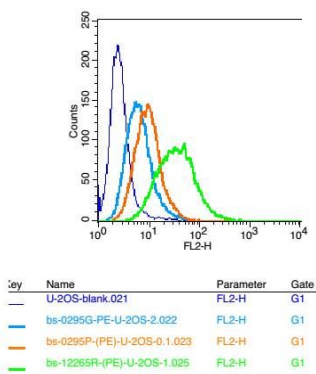 250
200
150
100
50
0
Counts
10⁰ 10¹ 10² 10³ 10⁴
FL2-H
Key Name Parameter Gate
U-2OS-blank.021 FL2-H G1
bs-0295G-PE-U-2OS-2.022 FL2-H G1
bs-0295P-(PE)-U-2OS-0.1.023 FL2-H G1
bs-12265R-(PE)-U-2OS-1.025 FL2-H G1